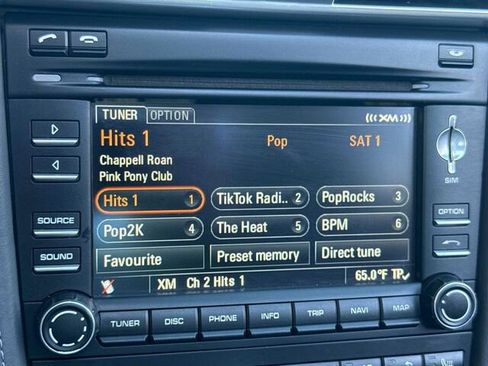 TUNER OPTION (((XM)))
Hits 1 Pop SAT 1
Chappell Roan
Pink Pony Club
Hits 1 1 TikTok Radi.. 2 PopRocks 3
Pop2K 4 The Heat 5 BPM 6
Favourite Preset memory Direct tune
XM Ch 2 Hits 1 65.0°F TP
SIM
SOURCE OPTION
SOUND
TUNER DISC PHONE INFO TRIP NAVI MAP